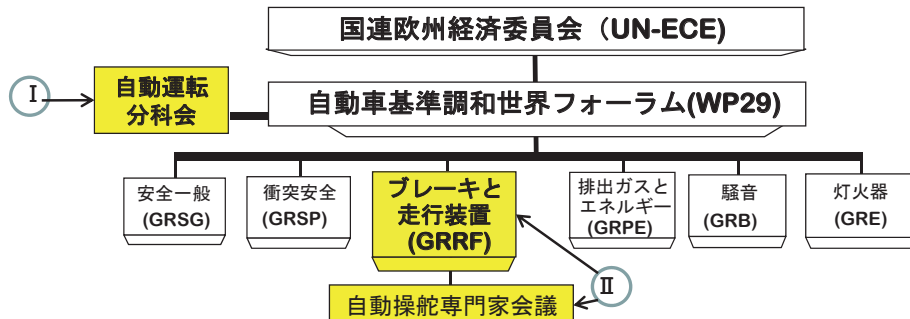 国連欧州経済委員会（UN-ECE）
Ⅰ
自動運転
分科会
自動車基準調和世界フォーラム(WP29)
安全一般
(GRSG)
衝突安全
(GRSP)
ブレーキと
走行装置
(GRRF)
排出ガスと
エネルギー
(GRPE)
騒音
(GRB)
灯火器
(GRE)
Ⅱ
自動操舵専門家会議